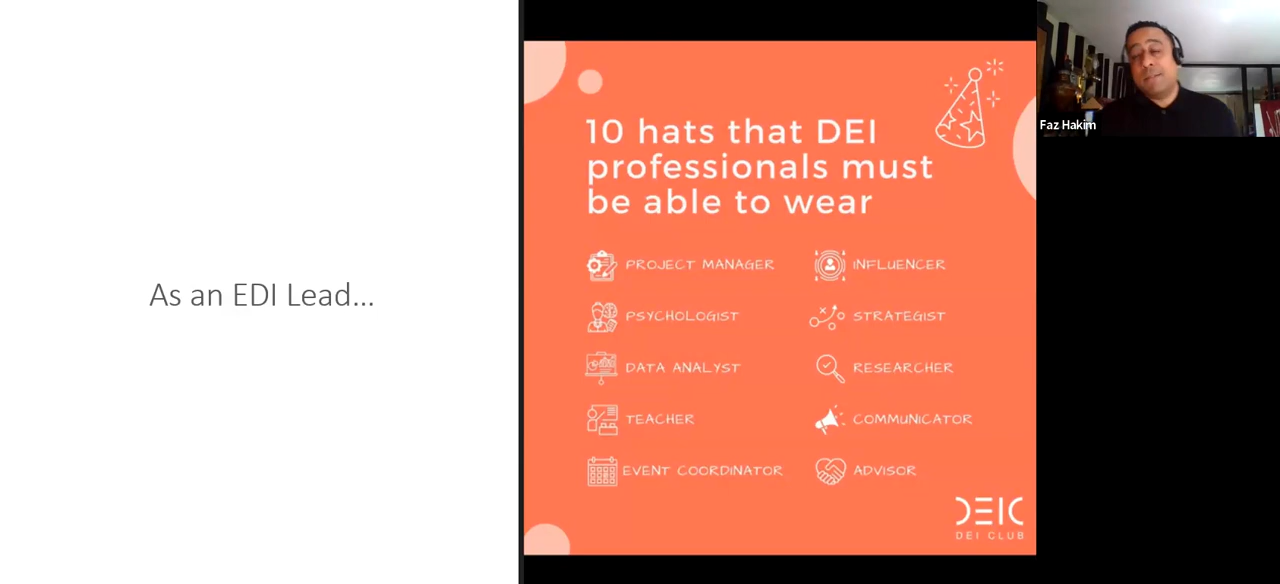 As an EDI Lead...
10 hats that DEI
professionals must
be able to wear
PROJECT MANAGER
PSYCHOLOGIST
DATA ANALYST
TEACHER
EVENT COORDINATOR
INFLUENCER
STRATEGIST
RESEARCHER
COMMUNICATOR
ADVISOR
DEIC
DEI CLUB
Faz Hakim